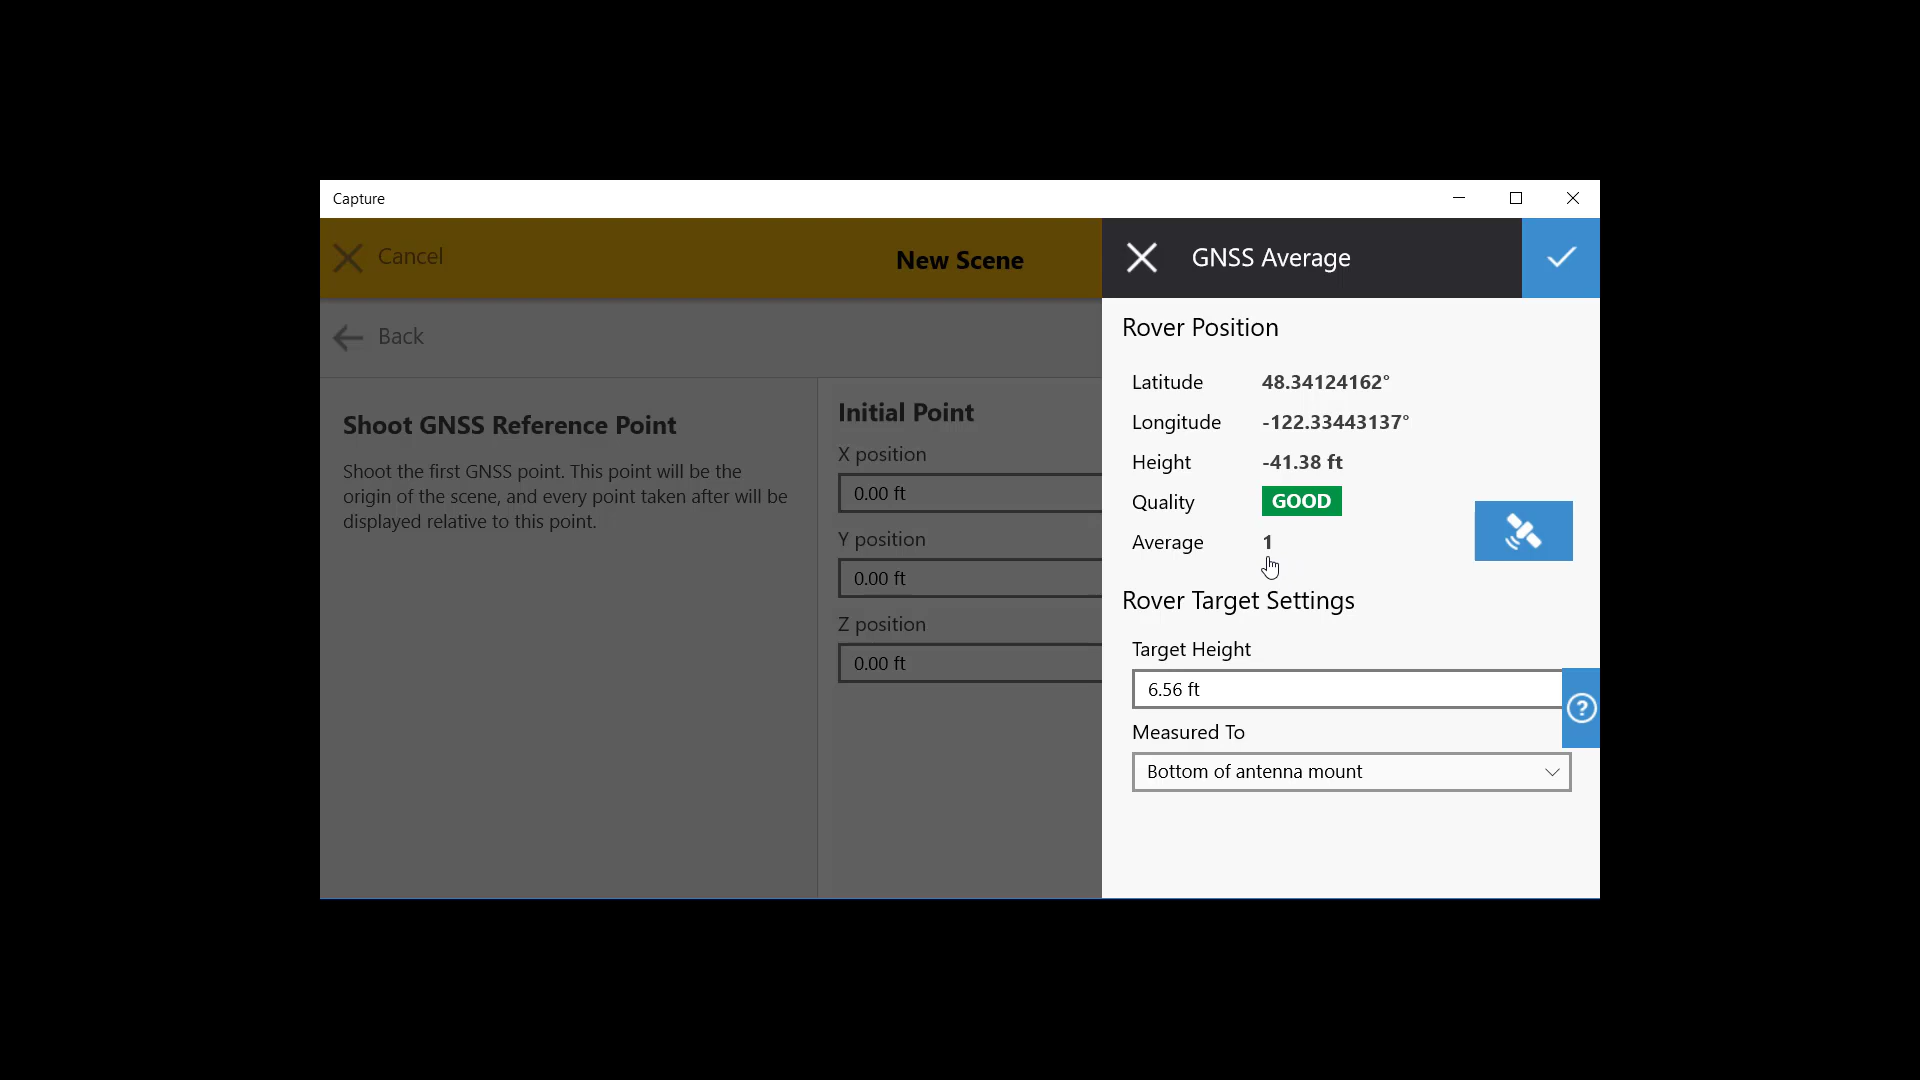 Capture
Cancel
New Scene
GNSS Average
Back
Shoot GNSS Reference Point
Shoot the first GNSS point. This point will be the
origin of the scene, and every point taken after will be
displayed relative to this point.
Initial Point
X position
0.00 ft
Y position
0.00 ft
Z position
0.00 ft
Rover Position
Latitude 48.34124162°
Longitude -122.33443137°
Height -41.38 ft
Quality GOOD
Average 1
Rover Target Settings
Target Height
6.56 ft
?
Measured To
Bottom of antenna mount